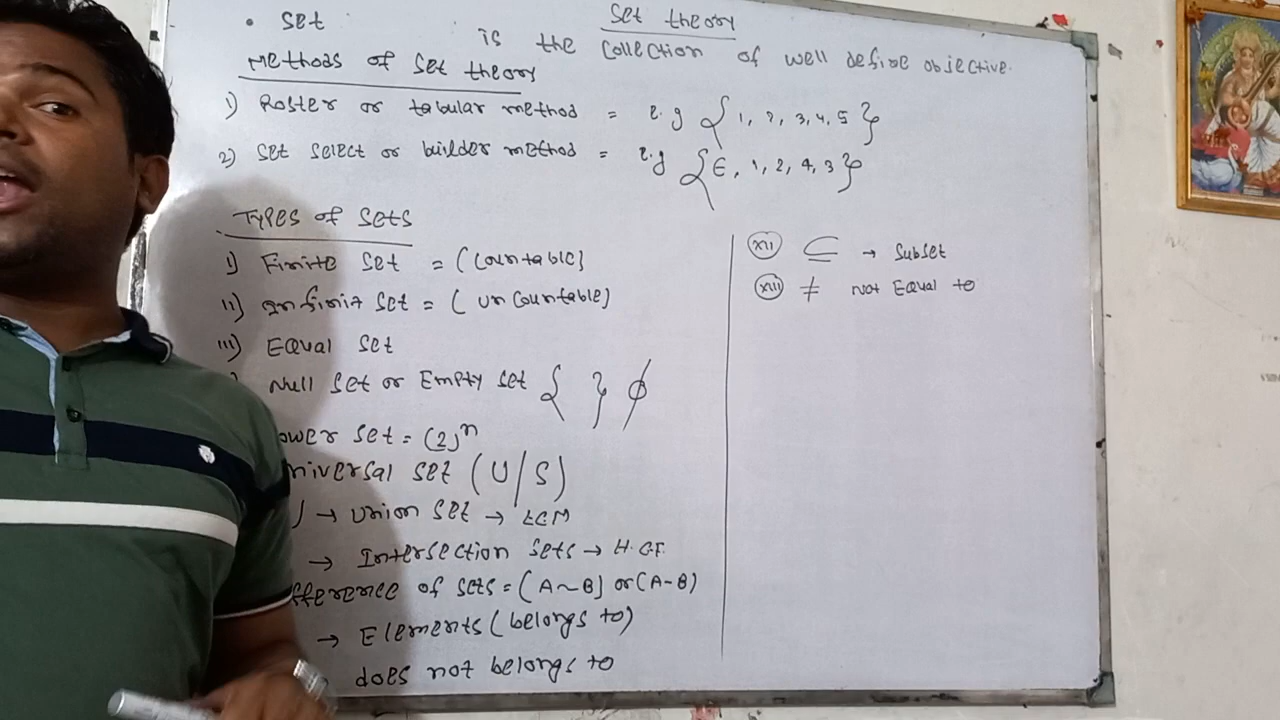 Set theory
• Set is the collection of well define objective.
Methods of Set theory
1) Roster or tabular method = e.g { 1, 2, 3, 4, 5 }
2) Set Select or builder method = e.g { ∈, 1, 2, 4, 3 }
Types of Sets
i) Finite Set = (Countable}
ii) Infinit Set = (un Countable)
iii) Equal Set
Null Set or Empty Set { } ϕ
ower Set = (2)ⁿ
niversal Set (U/S)
→ Union Set → LCM
→ Intersection Sets → H.C.F.
fference of Sets = (A~B) or (A-B)
→ Elements (belongs to)
does not belongs to
xii ⊆ → Subset
xiii ≠ not Equal to